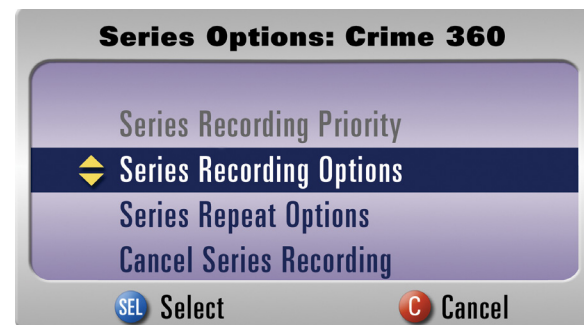 Series Options: Crime 360
Series Recording Priority
Series Recording Options
Series Repeat Options
Cancel Series Recording
SEL Select C Cancel